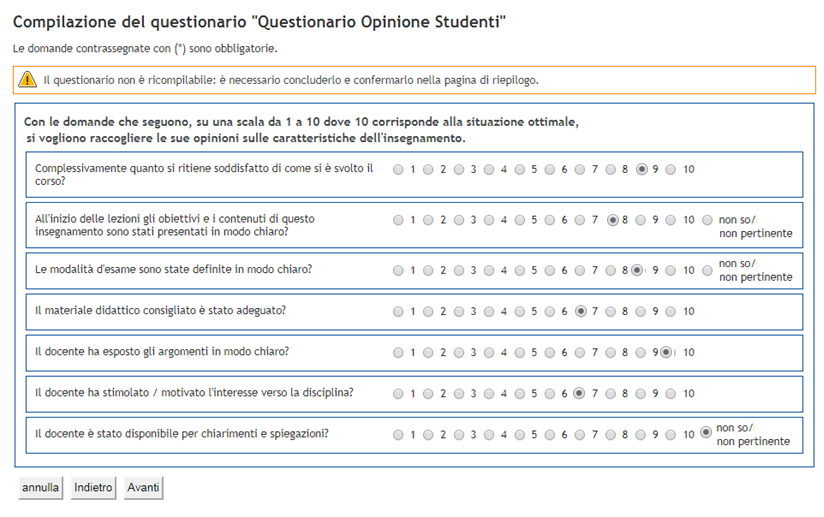 Compilazione del questionario "Questionario Opinione Studenti"
Le domande contrassegnate con (*) sono obbligatorie.
Il questionario non è ricompilabile: è necessario concluderlo e confermarlo nella pagina di riepilogo.
Con le domande che seguono, su una scala da 1 a 10 dove 10 corrisponde alla situazione ottimale,
si vogliono raccogliere le sue opinioni sulle caratteristiche dell'insegnamento.
Complessivamente quanto si ritiene soddisfatto di come si è svolto il
corso?
1 2 3 4 5 6 7 8 9 10
All'inizio delle lezioni gli obiettivi e i contenuti di questo
insegnamento sono stati presentati in modo chiaro?
1 2 3 4 5 6 7 8 9 10 non so/
non pertinente
Le modalità d'esame sono state definite in modo chiaro?
1 2 3 4 5 6 7 8 9 10 non so/
non pertinente
Il materiale didattico consigliato è stato adeguato?
1 2 3 4 5 6 7 8 9 10
Il docente ha esposto gli argomenti in modo chiaro?
1 2 3 4 5 6 7 8 9 10
Il docente ha stimolato / motivato l'interesse verso la disciplina?
1 2 3 4 5 6 7 8 9 10
Il docente è stato disponibile per chiarimenti e spiegazioni?
1 2 3 4 5 6 7 8 9 10 non so/
non pertinente
annulla Indietro Avanti